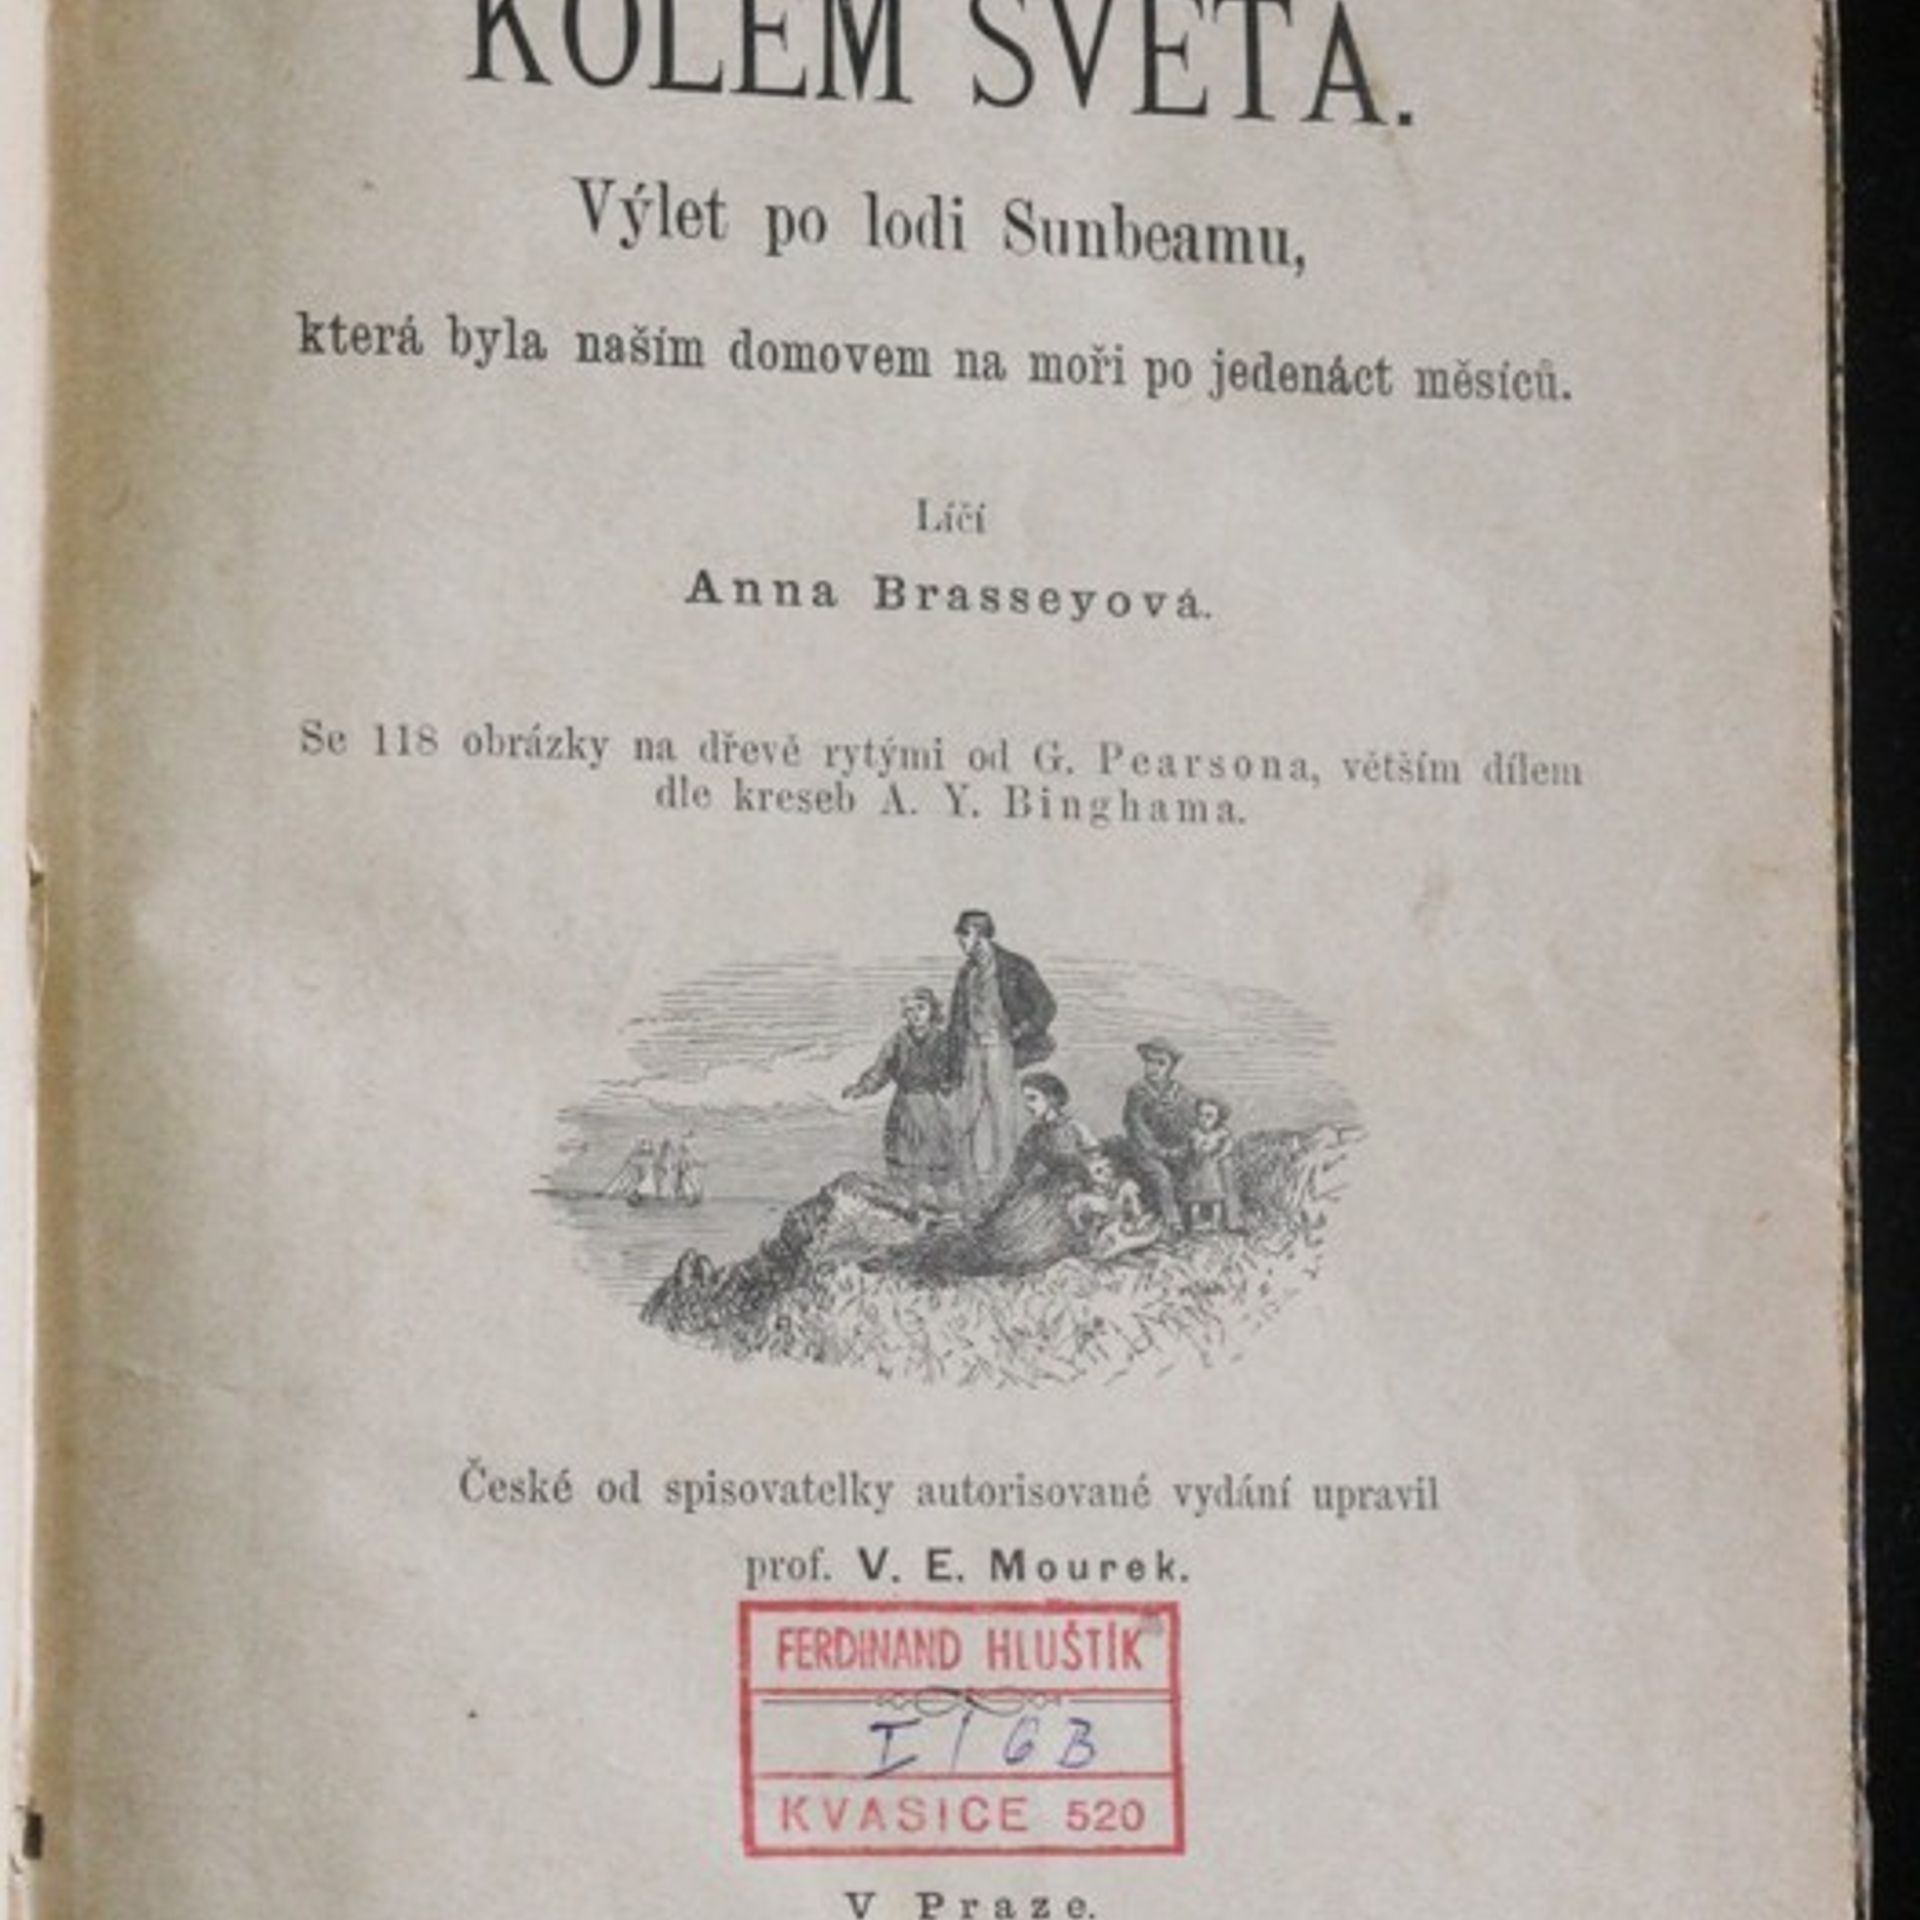 KOLEM SVĚTA.
Výlet po lodi Sunbeamu,
která byla naším domovem na moři po jedenáct měsíců.
Líčí
Anna Brasseyová.
Se 118 obrázky na dřevě rytými od G. Pearsona, větším dílem
dle kreseb A. Y. Binghama.
České od spisovatelky autorisované vydání upravil
prof. V. E. Mourek.
FERDINAND HLUŠTÍK
I / 6 B
KVASICE 520
V Praze.